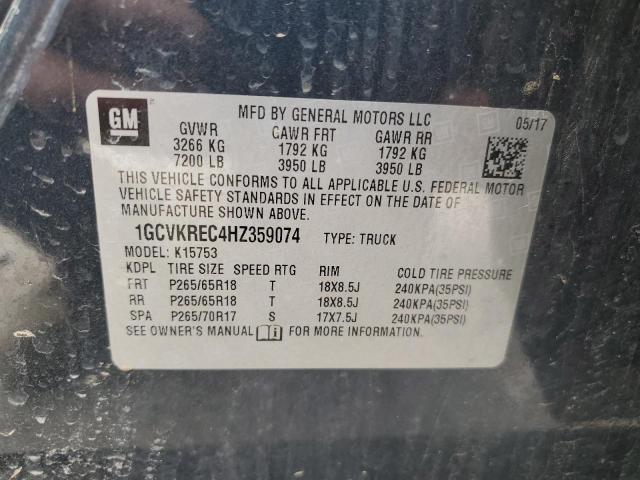 GM
MFD BY GENERAL MOTORS LLC
05/17
GVWR GAWR FRT GAWR RR
3266 KG 1792 KG 1792 KG
7200 LB 3950 LB 3950 LB
THIS VEHICLE CONFORMS TO ALL APPLICABLE U.S. FEDERAL MOTOR
VEHICLE SAFETY STANDARDS IN EFFECT ON THE DATE OF
MANUFACTURE SHOWN ABOVE.
1GCVKREC4HZ359074 TYPE: TRUCK
MODEL: K15753
KDPL TIRE SIZE SPEED RTG RIM COLD TIRE PRESSURE
FRT P265/65R18 T 18X8.5J 240KPA(35PSI)
RR P265/65R18 T 18X8.5J 240KPA(35PSI)
SPA P265/70R17 S 17X7.5J 240KPA(35PSI)
SEE OWNER'S MANUAL FOR MORE INFORMATION.